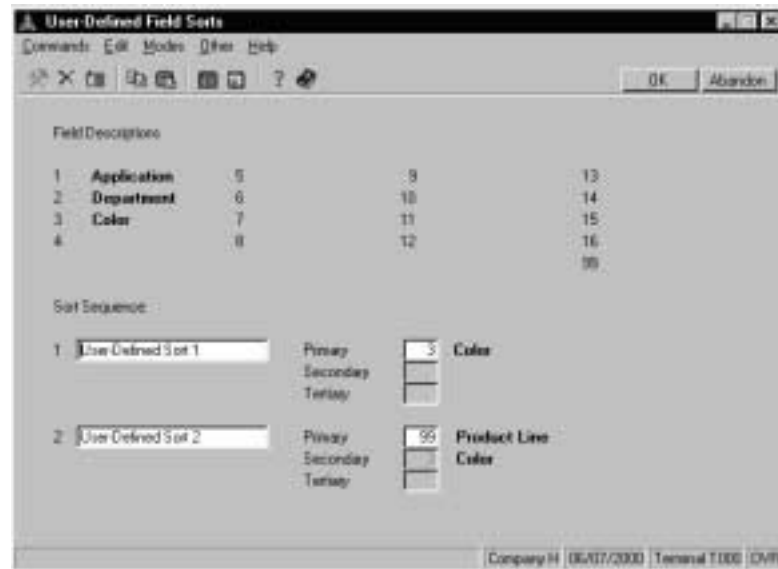 User-Defined Field Sorts
Commands Edit Modes Other Help
OK Abandon
Field Descriptions
1 Application 5 9 13
2 Department 6 10 14
3 Color 7 11 15
4 8 12 16
99
Sort Sequence
1 User-Defined Sort 1 Primary 3 Color
Secondary
Tertiary
2 User-Defined Sort 2 Primary 99 Product Line
Secondary 3 Color
Tertiary
Company H 06/07/2000 Terminal T000 OVR